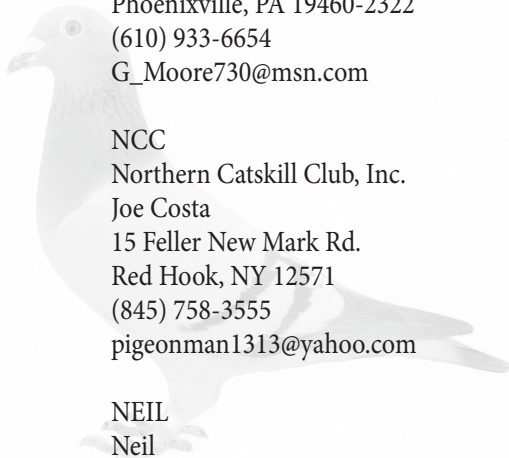 Phoenixville, PA 19460-2322
(610) 933-6654
G_Moore730@msn.com
NCC
Northern Catskill Club, Inc.
Joe Costa
15 Feller New Mark Rd.
Red Hook, NY 12571
(845) 758-3555
pigeonman1313@yahoo.com
NEIL
Neil